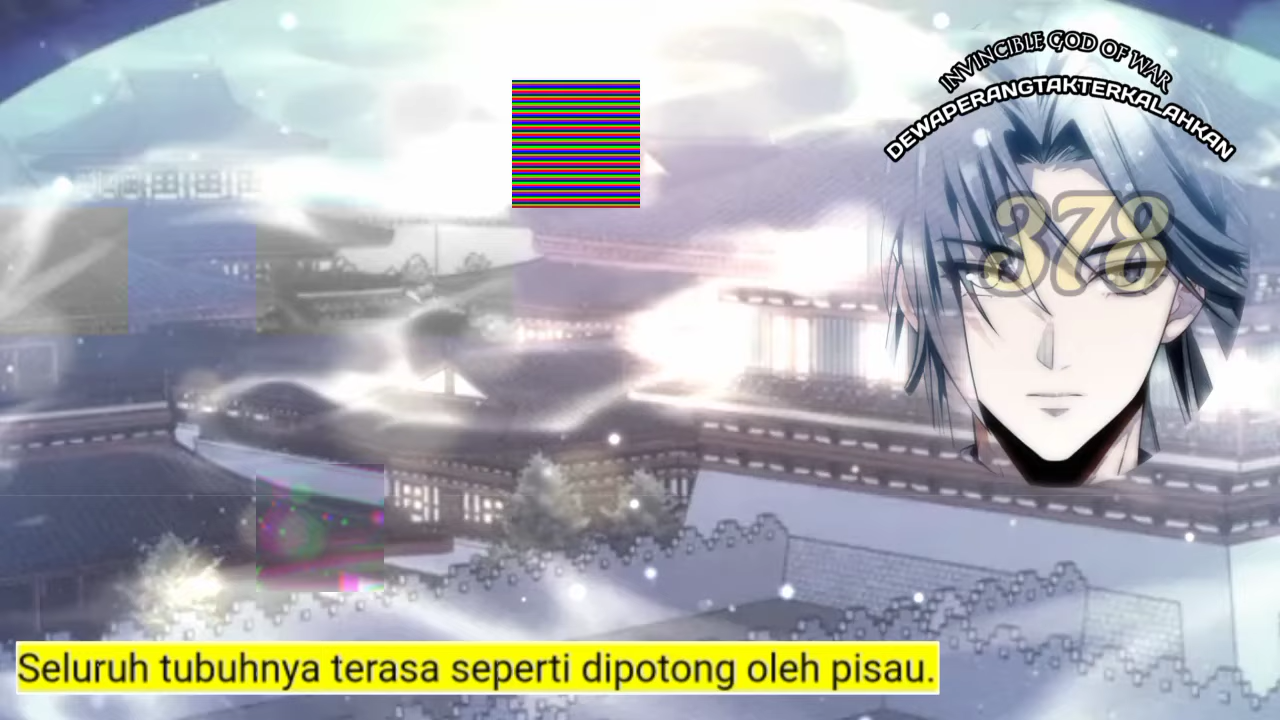 INVINCIBLE GOD OF WAR
DEWAPERANGTAKTERKALAHKAN
378
Seluruh tubuhnya terasa seperti dipotong oleh pisau.